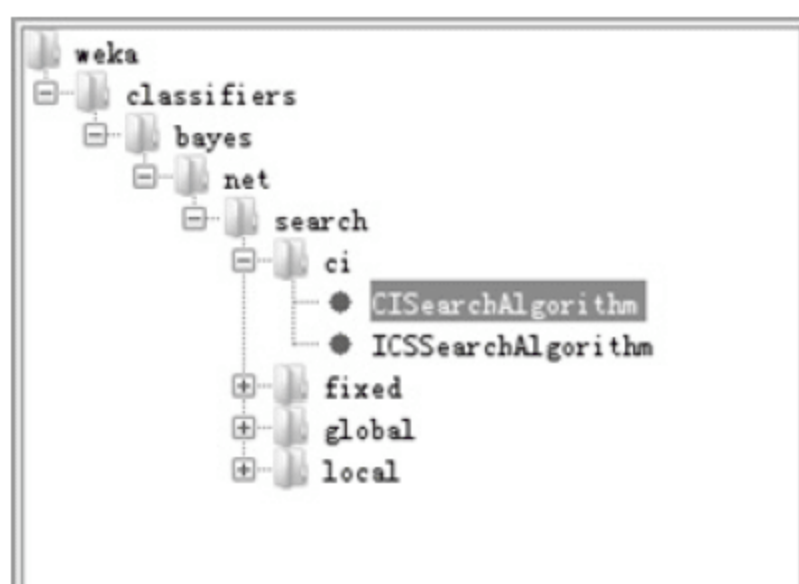 weka
classifiers
bayes
net
search
ci
CISearchAlgorithm
ICSSearchAlgorithm
fixed
global
local